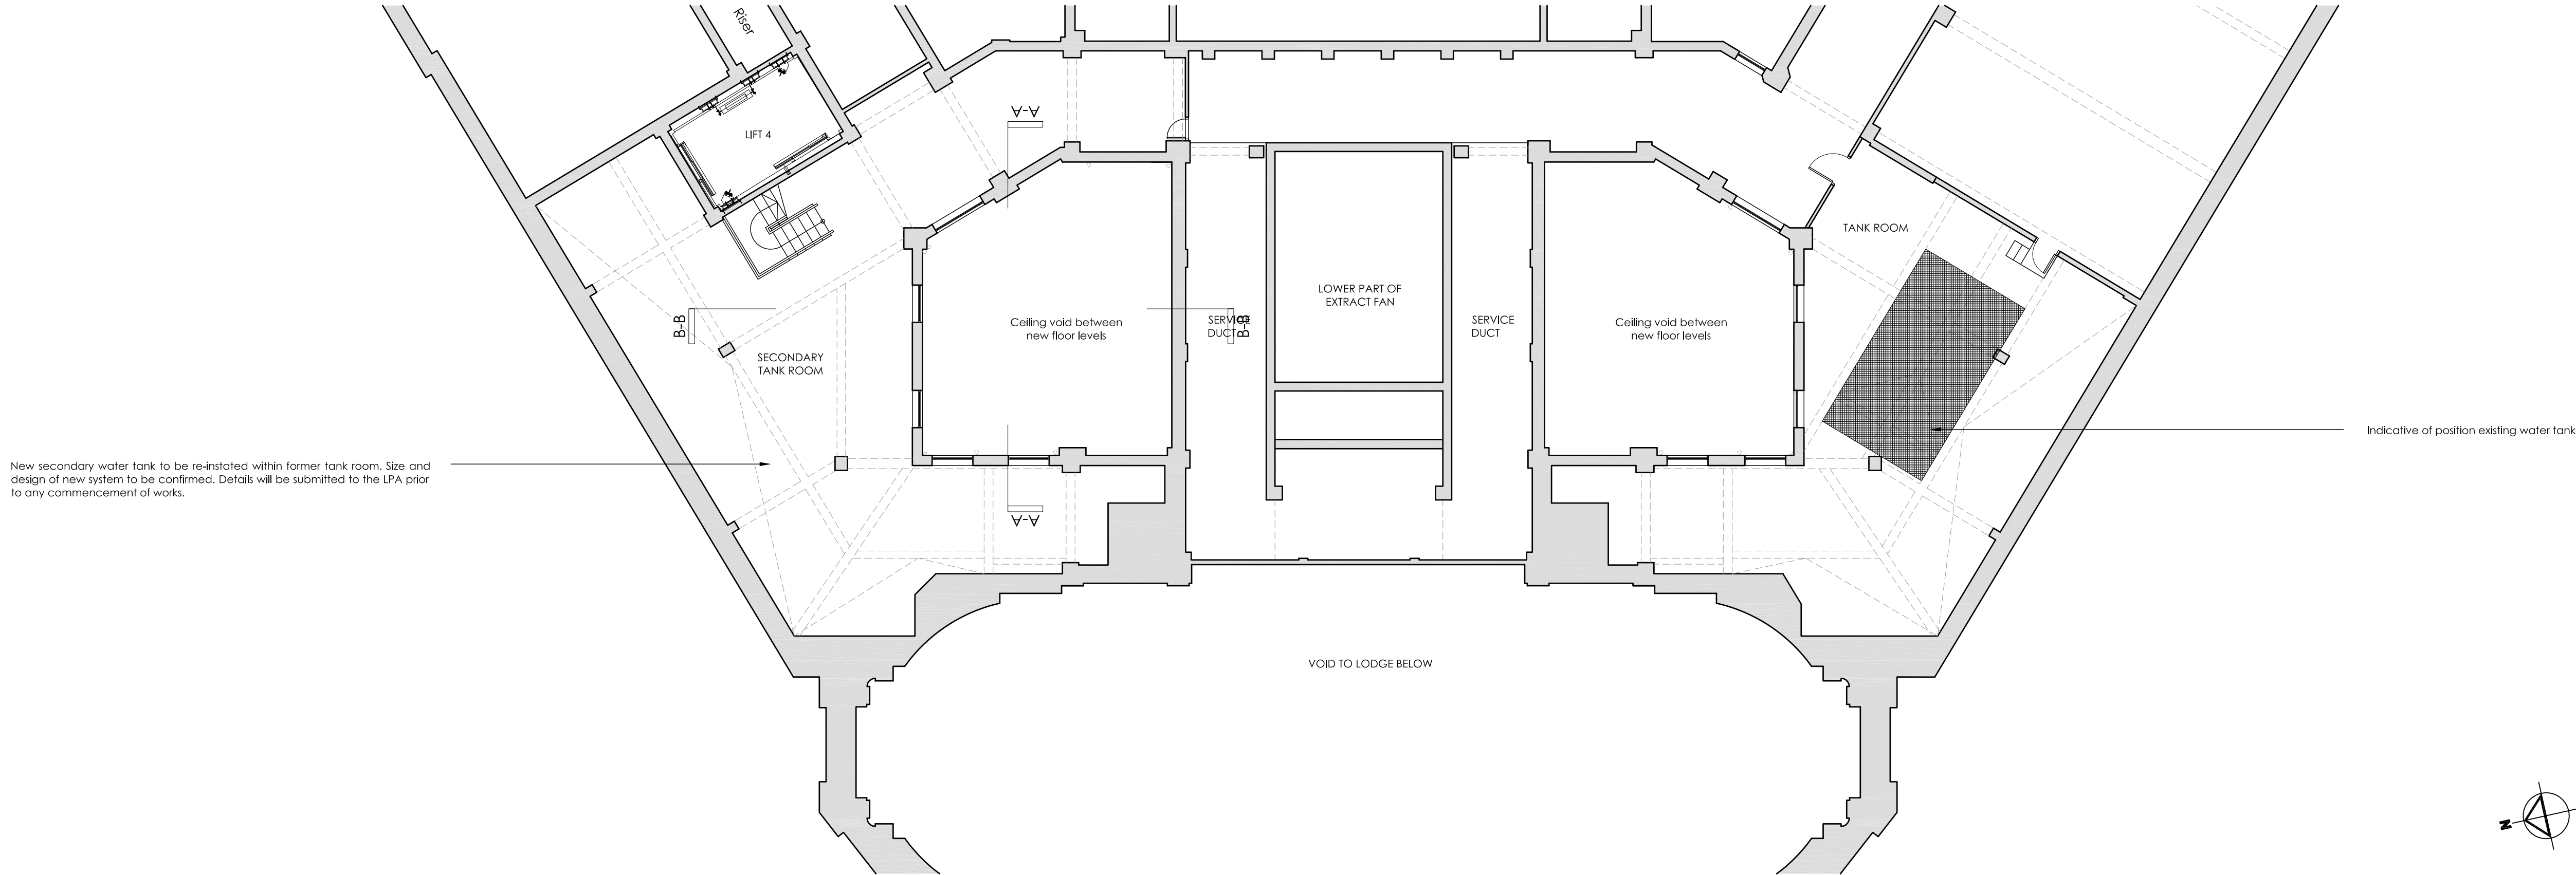 Riser
A-A
LIFT 4
TANK ROOM
LOWER PART OF
EXTRACT FAN
Ceiling void between
new floor levels
B-B
SERVICE
DUCT
B-B
SERVICE
DUCT
Ceiling void between
new floor levels
SECONDARY
TANK ROOM
Indicative of position existing water tank
New secondary water tank to be re-instated within former tank room. Size and
design of new system to be confirmed. Details will be submitted to the LPA prior
to any commencement of works.
A-A
VOID TO LODGE BELOW
N